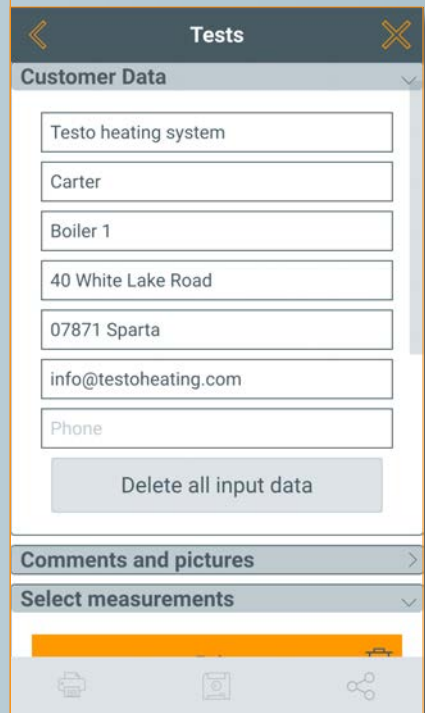 Tests
Customer Data
Testo heating system
Carter
Boiler 1
40 White Lake Road
07871 Sparta
info@testoheating.com
Phone
Delete all input data
Comments and pictures
Select measurements